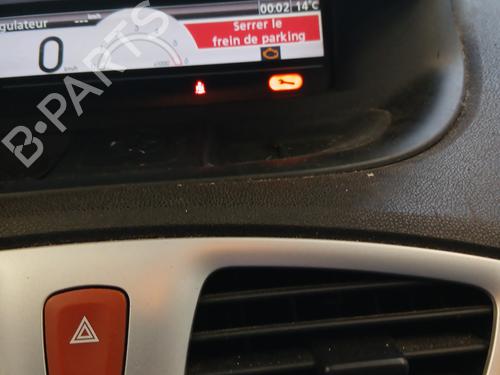 gulateur
00:02 14°C
Serrer le
frein de parking
0
B-PARTS